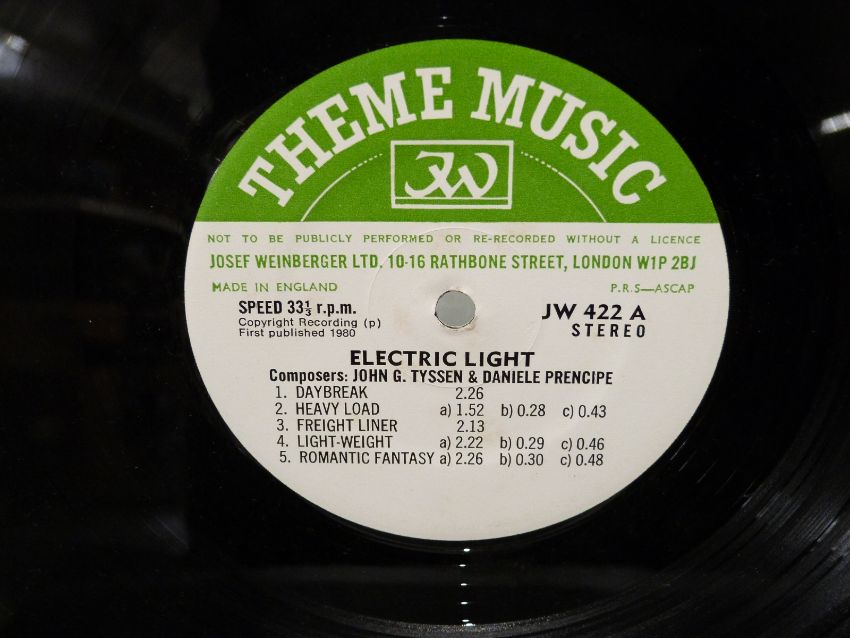 THEME MUSIC
JW
NOT TO BE PUBLICLY PERFORMED OR RE-RECORDED WITHOUT A LICENCE
JOSEF WEINBERGER LTD. 10-16 RATHBONE STREET, LONDON W1P 2BJ
MADE IN ENGLAND P.R.S—ASCAP
SPEED 33⅓ r.p.m. JW 422 A
Copyright Recording (p) STEREO
First published 1980
ELECTRIC LIGHT
Composers: JOHN G. TYSSEN & DANIELE PRENCIPE
1. DAYBREAK 2.26
2. HEAVY LOAD a) 1.52 b) 0.28 c) 0.43
3. FREIGHT LINER 2.13
4. LIGHT-WEIGHT a) 2.22 b) 0.29 c) 0.46
5. ROMANTIC FANTASY a) 2.26 b) 0.30 c) 0.48